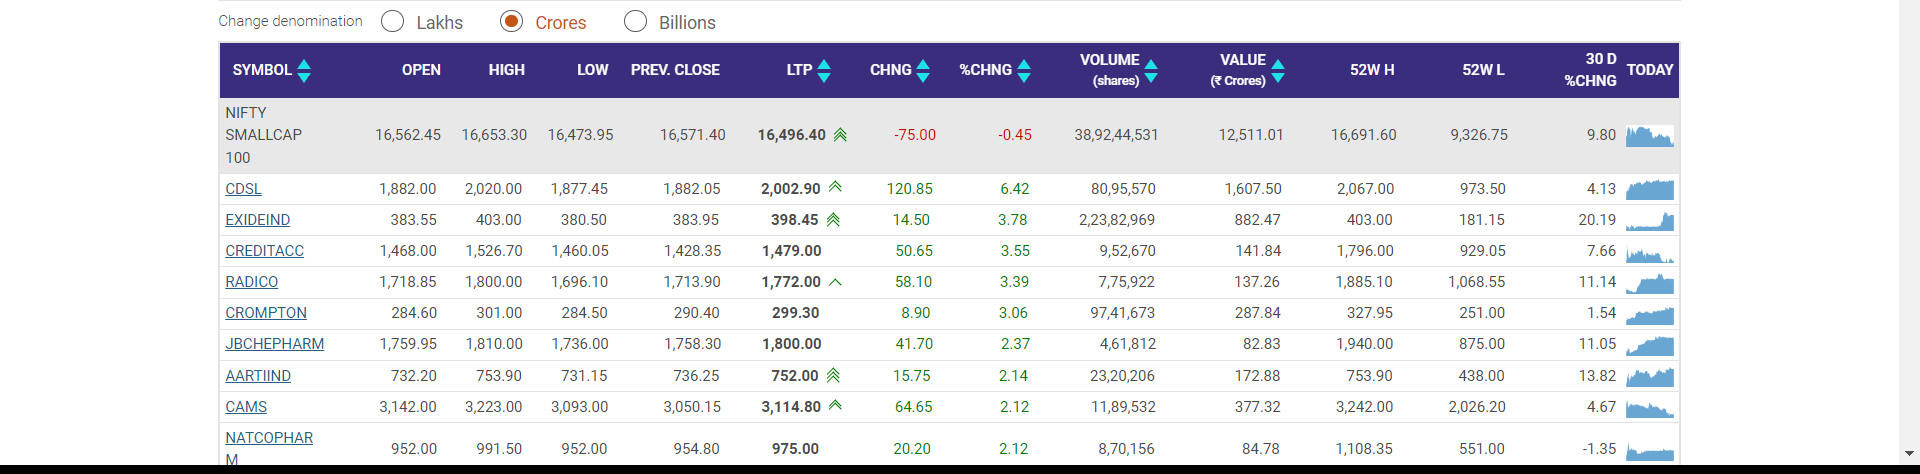 Change denomination Lakhs Crores Billions
SYMBOL OPEN HIGH LOW PREV. CLOSE LTP CHNG %CHNG VOLUME (shares) VALUE (₹ Crores) 52W H 52W L 30 D %CHNG TODAY
NIFTY SMALLCAP 100 16,562.45 16,653.30 16,473.95 16,571.40 16,496.40 -75.00 -0.45 38,92,44,531 12,511.01 16,691.60 9,326.75 9.80
CDSL 1,882.00 2,020.00 1,877.45 1,882.05 2,002.90 120.85 6.42 80,95,570 1,607.50 2,067.00 973.50 4.13
EXIDEIND 383.55 403.00 380.50 383.95 398.45 14.50 3.78 2,23,82,969 882.47 403.00 181.15 20.19
CREDITACC 1,468.00 1,526.70 1,460.05 1,428.35 1,479.00 50.65 3.55 9,52,670 141.84 1,796.00 929.05 7.66
RADICO 1,718.85 1,800.00 1,696.10 1,713.90 1,772.00 58.10 3.39 7,75,922 137.26 1,885.10 1,068.55 11.14
CROMPTON 284.60 301.00 284.50 290.40 299.30 8.90 3.06 97,41,673 287.84 327.95 251.00 1.54
JBCHEPHARM 1,759.95 1,810.00 1,736.00 1,758.30 1,800.00 41.70 2.37 4,61,812 82.83 1,940.00 875.00 11.05
AARTIIND 732.20 753.90 731.15 736.25 752.00 15.75 2.14 23,20,206 172.88 753.90 438.00 13.82
CAMS 3,142.00 3,223.00 3,093.00 3,050.15 3,114.80 64.65 2.12 11,89,532 377.32 3,242.00 2,026.20 4.67
NATCOPHARM 952.00 991.50 952.00 954.80 975.00 20.20 2.12 8,70,156 84.78 1,108.35 551.00 -1.35